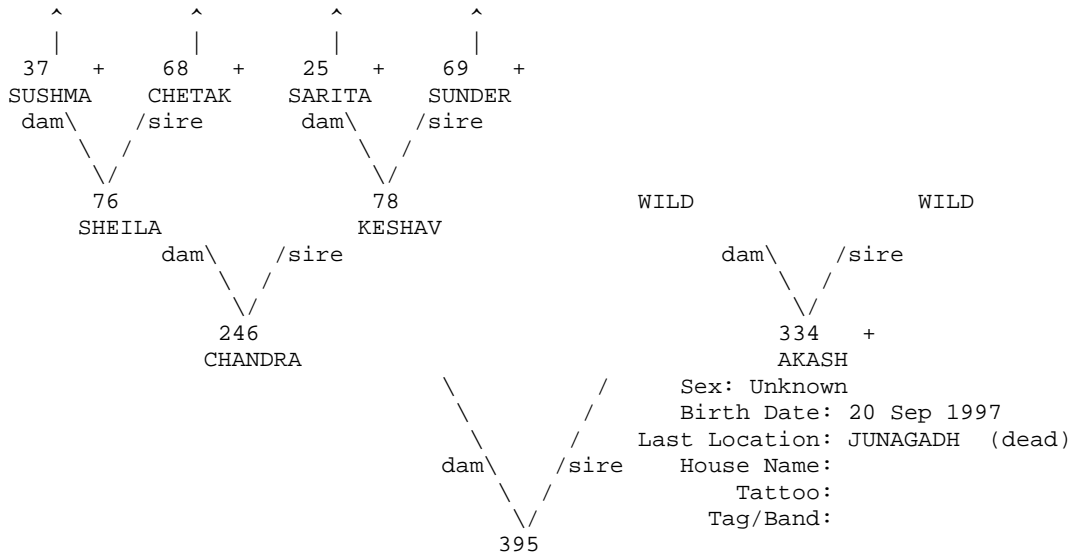 ^ ^ ^ ^
| | | |
37 + 68 + 25 + 69 +
SUSHMA CHETAK SARITA SUNDER
dam\ /sire dam\ /sire
\ / \ /
\/ \/
76 78 WILD WILD
SHEILA KESHAV
dam\ /sire dam\ /sire
\ / \ /
\/ \/
246 334 +
CHANDRA AKASH
\ / Sex: Unknown
\ / Birth Date: 20 Sep 1997
\ / Last Location: JUNAGADH (dead)
dam\ /sire House Name:
\ / Tattoo:
\/ Tag/Band:
395